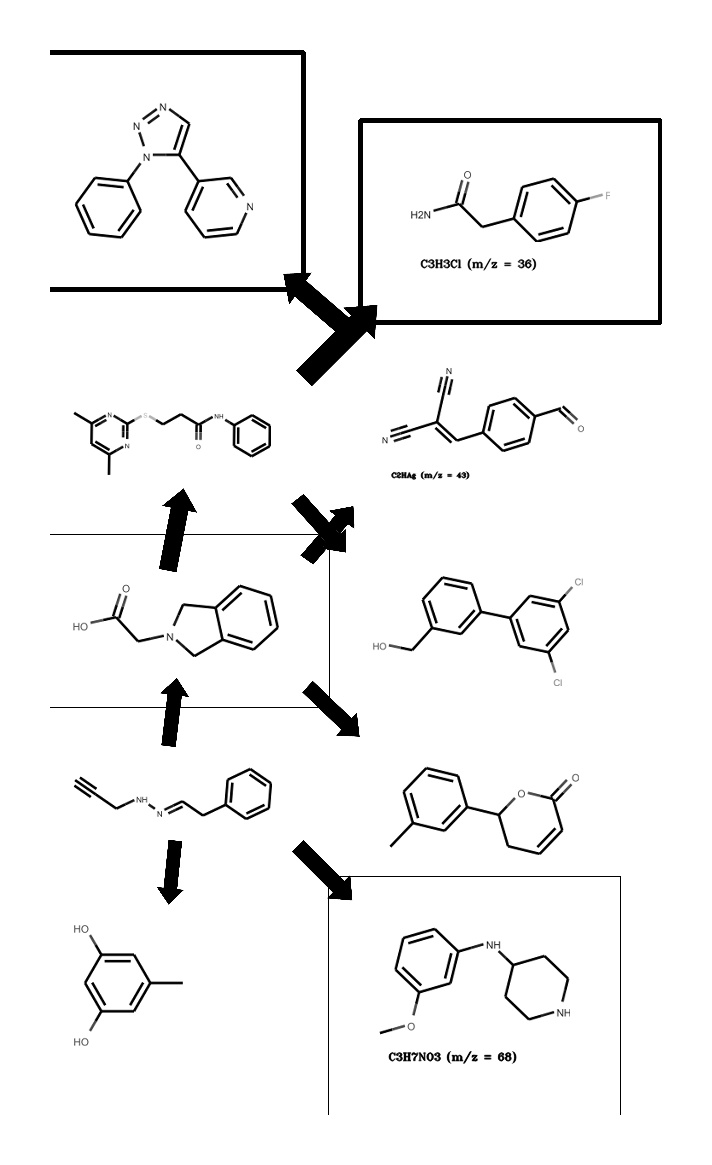 N
N
N
N
O
H2N
F
C3H3Cl (m/z = 36)
N
N
S
NH
N
O
N
N
O
C2HAg (m/z = 43)
O
HO
N
Cl
HO
Cl
NH
N
O
O
HO
HO
NH
NH
O
C3H7NO3 (m/z = 68)